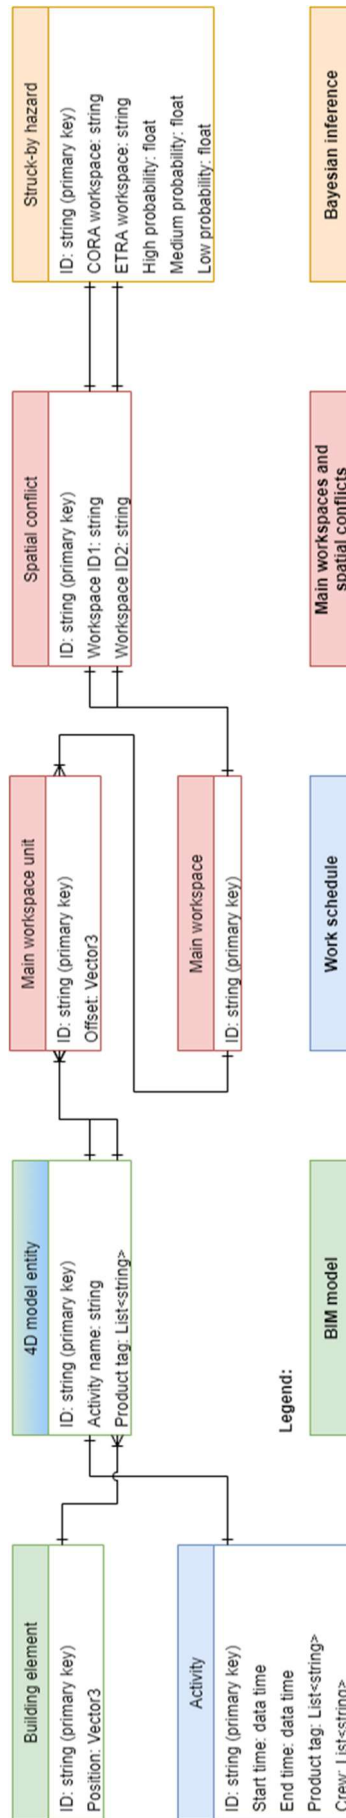 Building element
ID: string (primary key)
Position: Vector3
Activity
ID: string (primary key)
Start time: data time
End time: data time
Product tag: List<string>
Crew: List<string>
4D model entity
ID: string (primary key)
Activity name: string
Product tag: List<string>
Main workspace unit
ID: string (primary key)
Offset: Vector3
Main workspace
ID: string (primary key)
Spatial conflict
ID: string (primary key)
Workspace ID1: string
Workspace ID2: string
Struck-by hazard
ID: string (primary key)
CORA workspace: string
ETRA workspace: string
High probability: float
Medium probability: float
Low probability: float
Legend:
BIM model
Work schedule
Main workspaces and
spatial conflicts
Bayesian inference